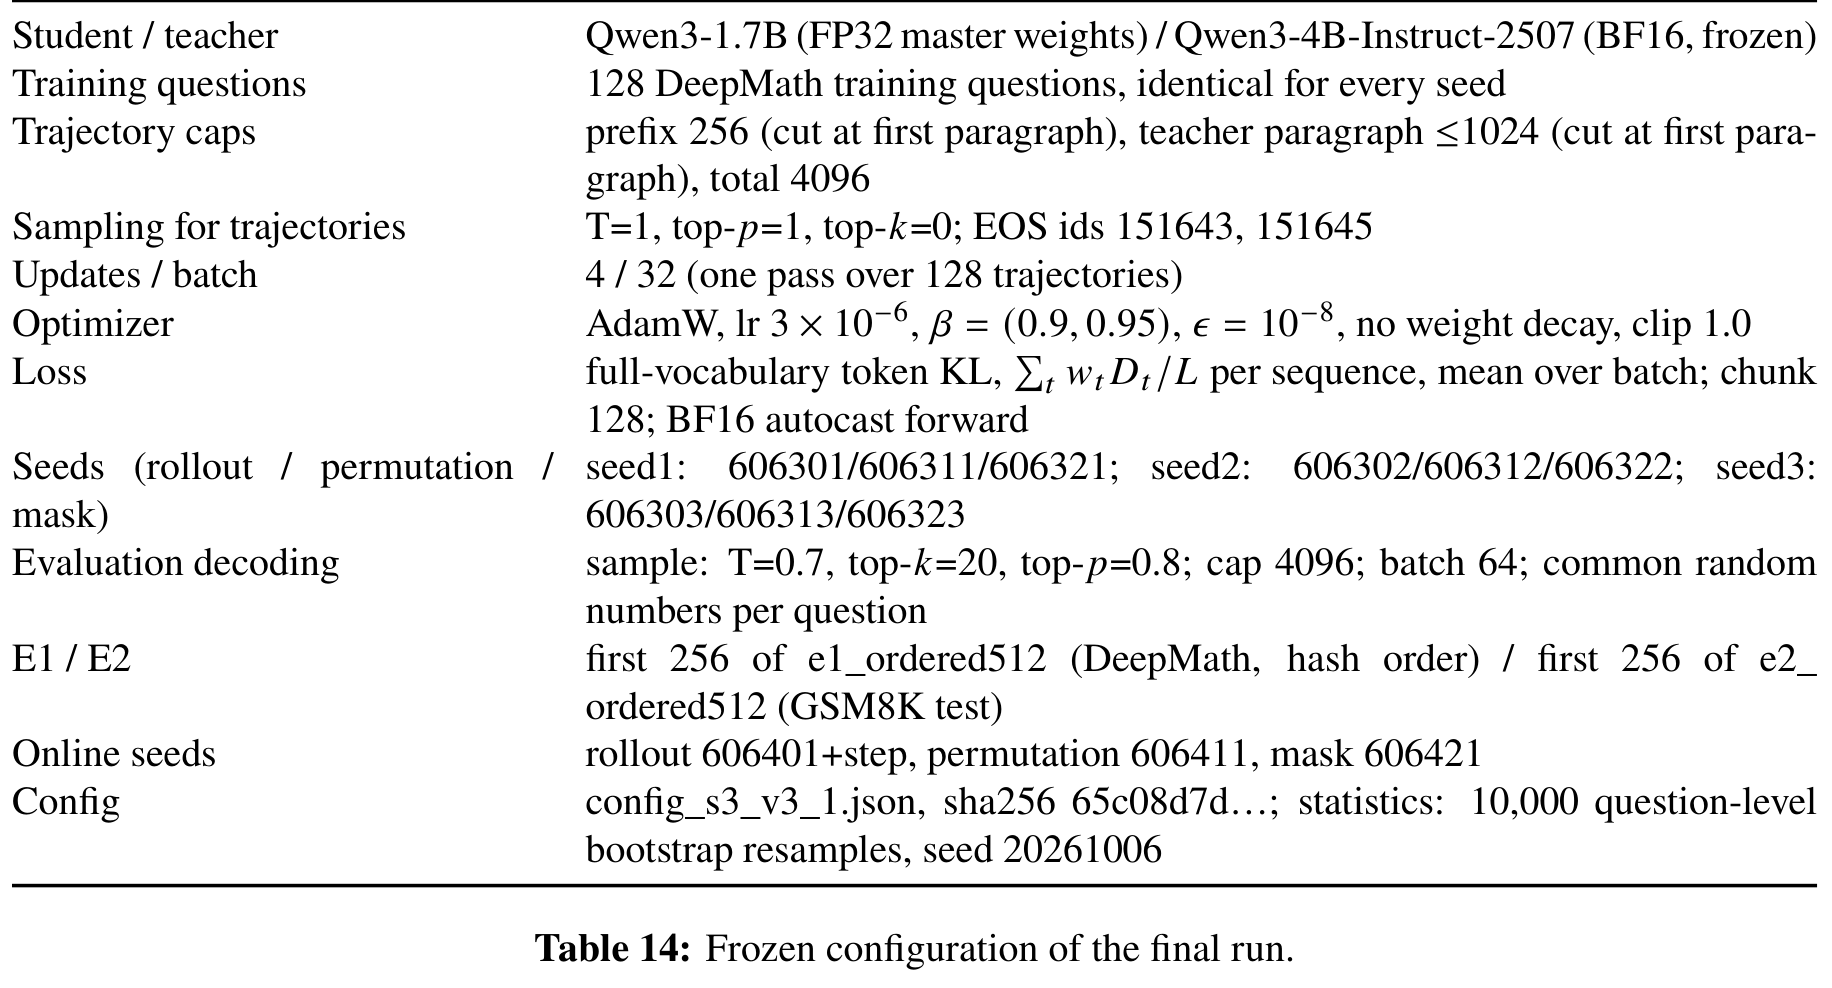 Student / teacher Qwen3-1.7B (FP32 master weights) / Qwen3-4B-Instruct-2507 (BF16, frozen)
Training questions 128 DeepMath training questions, identical for every seed
Trajectory caps prefix 256 (cut at first paragraph), teacher paragraph ≤1024 (cut at first para-
graph), total 4096
Sampling for trajectories T=1, top-p=1, top-k=0; EOS ids 151643, 151645
Updates / batch 4 / 32 (one pass over 128 trajectories)
Optimizer AdamW, lr 3 × 10⁻⁶, β = (0.9, 0.95), ϵ = 10⁻⁸, no weight decay, clip 1.0
Loss full-vocabulary token KL, ∑ₜ wₜDₜ/L per sequence, mean over batch; chunk
128; BF16 autocast forward
Seeds (rollout / permutation / seed1: 606301/606311/606321; seed2: 606302/606312/606322; seed3:
mask) 606303/606313/606323
Evaluation decoding sample: T=0.7, top-k=20, top-p=0.8; cap 4096; batch 64; common random
numbers per question
E1 / E2 first 256 of e1_ordered512 (DeepMath, hash order) / first 256 of e2_
ordered512 (GSM8K test)
Online seeds rollout 606401+step, permutation 606411, mask 606421
Config config_s3_v3_1.json, sha256 65c08d7d…; statistics: 10,000 question-level
bootstrap resamples, seed 20261006
Table 14: Frozen configuration of the final run.